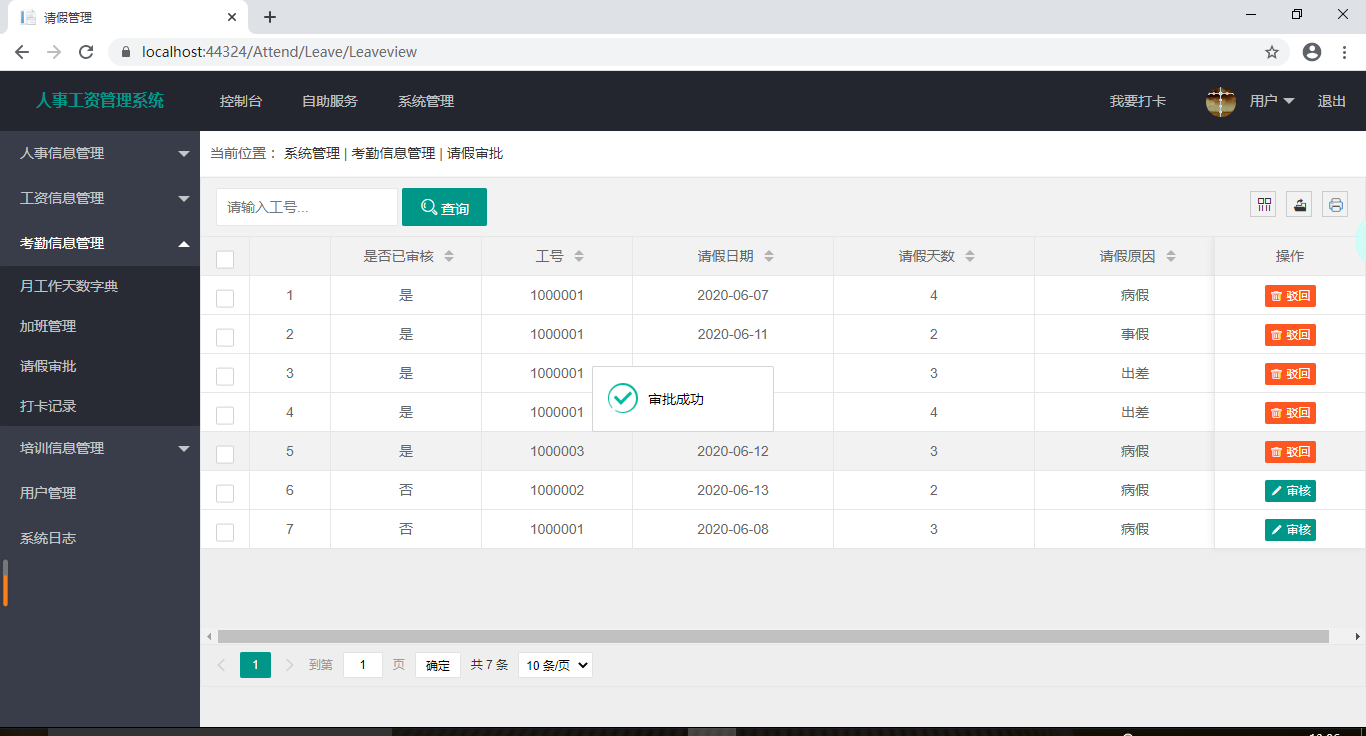 请假管理
localhost:44324/Attend/Leave/Leaveview
人事工资管理系统 控制台 自助服务 系统管理 我要打卡 用户 退出
人事信息管理
工资信息管理
考勤信息管理
月工作天数字典
加班管理
请假审批
打卡记录
培训信息管理
用户管理
系统日志
当前位置： 系统管理 | 考勤信息管理 | 请假审批
请输入工号... 查询
是否已审核 工号 请假日期 请假天数 请假原因 操作
1 是 1000001 2020-06-07 4 病假 驳回
2 是 1000001 2020-06-11 2 事假 驳回
3 是 1000001 3 出差 驳回
审批成功
4 是 1000001 4 出差 驳回
5 是 1000003 2020-06-12 3 病假 驳回
6 否 1000002 2020-06-13 2 病假 审核
7 否 1000001 2020-06-08 3 病假 审核
1 到第 1 页 确定 共 7 条 10 条/页